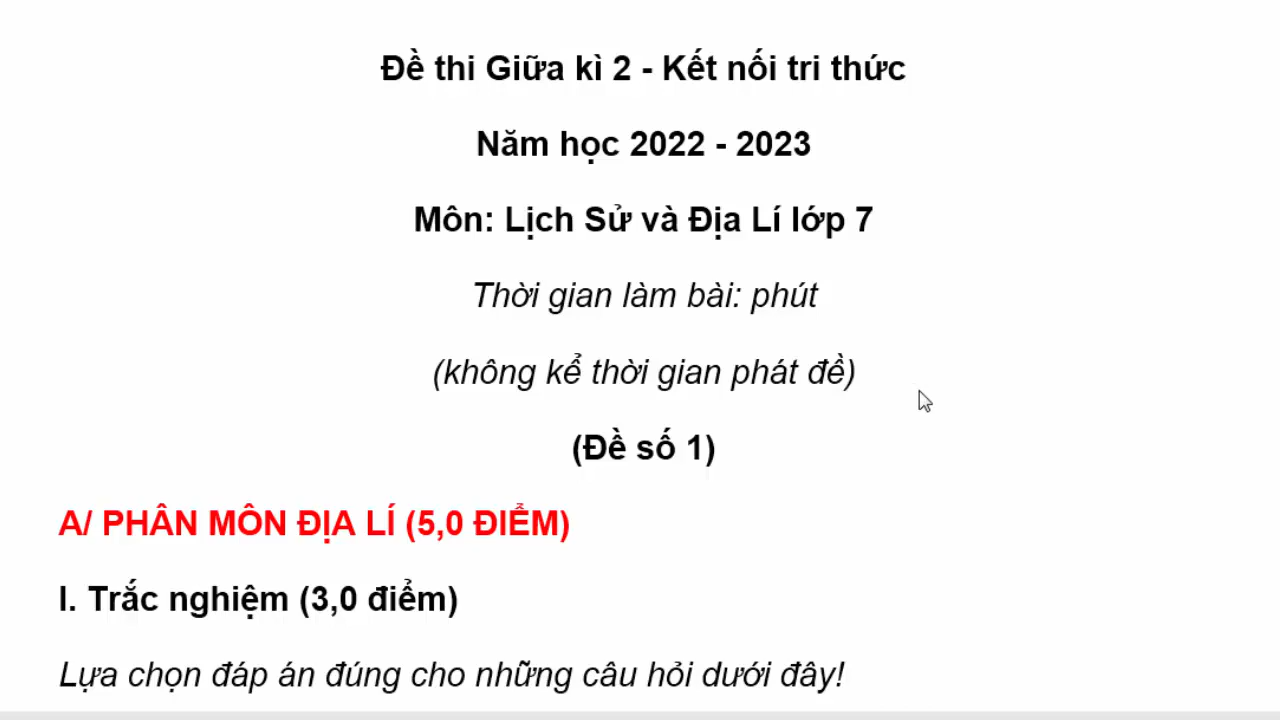 Đề thi Giữa kì 2 - Kết nối tri thức
Năm học 2022 - 2023
Môn: Lịch Sử và Địa Lí lớp 7
Thời gian làm bài: phút
(không kể thời gian phát đề)
(Đề số 1)
A/ PHÂN MÔN ĐỊA LÍ (5,0 ĐIỂM)
I. Trắc nghiệm (3,0 điểm)
Lựa chọn đáp án đúng cho những câu hỏi dưới đây!